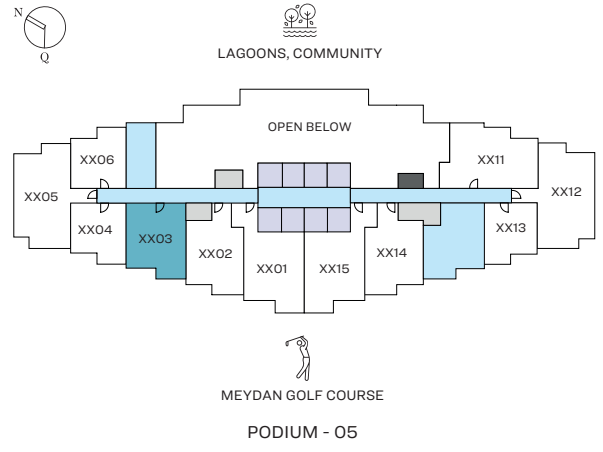 N
Q
LAGOONS, COMMUNITY
OPEN BELOW
XX06
XX11
XX05
XX12
XX04
XX03
XX13
XX02
XX14
XX01
XX15
MEYDAN GOLF COURSE
PODIUM - 05